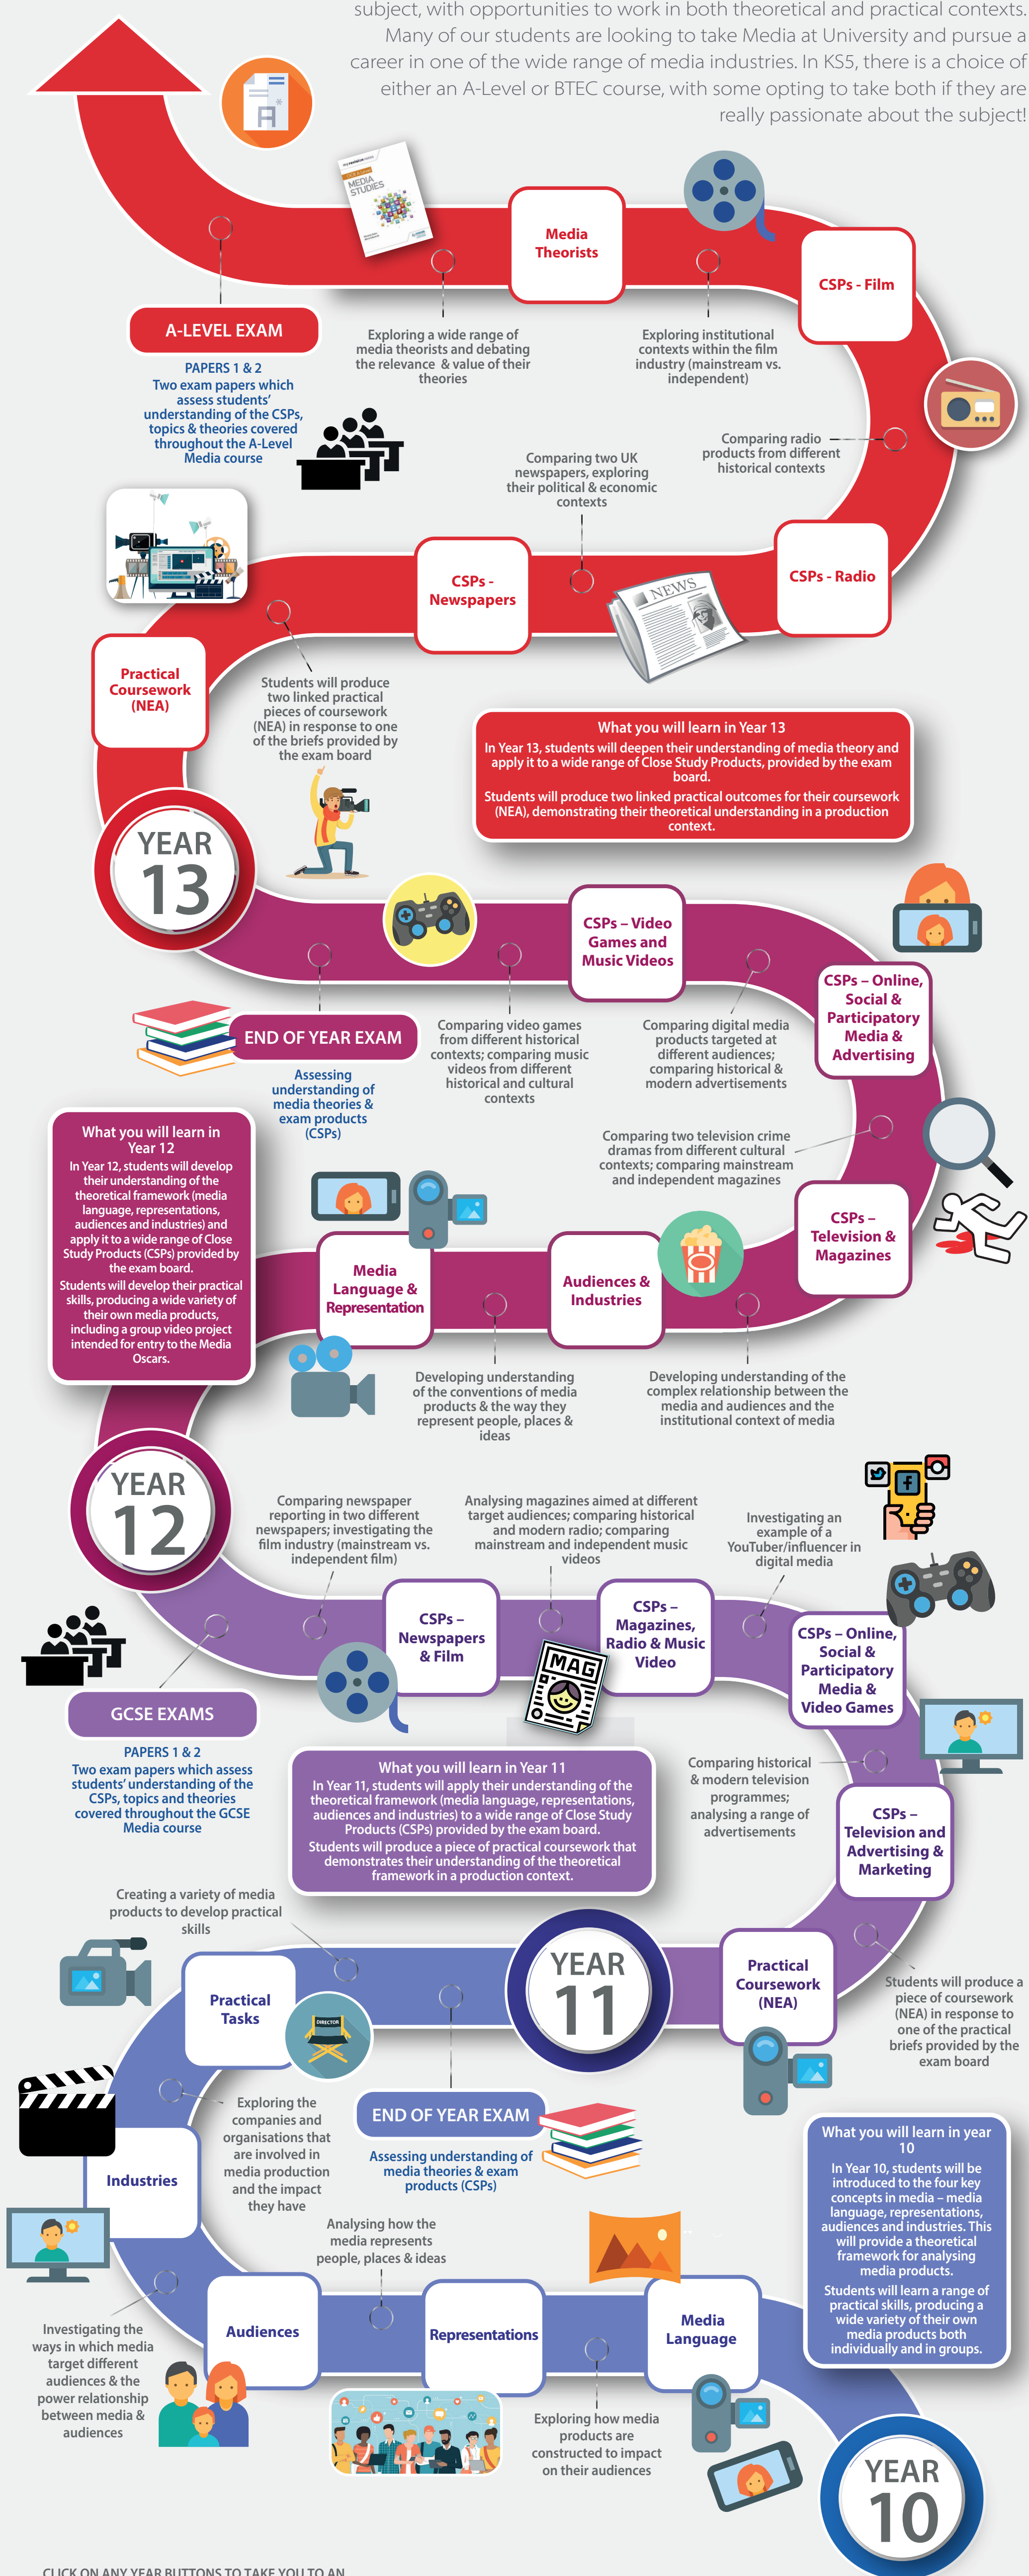 subject, with opportunities to work in both theoretical and practical contexts.
Many of our students are looking to take Media at University and pursue a
career in one of the wide range of media industries. In KS5, there is a choice of
either an A-Level or BTEC course, with some opting to take both if they are
really passionate about the subject!
MEDIA
STUDIES
Media
Theorists
CSPs - Film
A-LEVEL EXAM
PAPERS 1 & 2
Two exam papers which
assess students’
understanding of the CSPs,
topics & theories covered
throughout the A-Level
Media course
Exploring a wide range of
media theorists and debating
the relevance & value of their
theories
Exploring institutional
contexts within the film
industry (mainstream vs.
independent)
Comparing radio
products from different
historical contexts
Comparing two UK
newspapers, exploring
their political & economic
contexts
CSPs -
Newspapers
NEWS
CSPs - Radio
Practical
Coursework
(NEA)
Students will produce
two linked practical
pieces of coursework
(NEA) in response to one
of the briefs provided by
the exam board
What you will learn in Year 13
In Year 13, students will deepen their understanding of media theory and
apply it to a wide range of Close Study Products, provided by the exam
board.
Students will produce two linked practical outcomes for their coursework
(NEA), demonstrating their theoretical understanding in a production
context.
YEAR
13
CSPs – Video
Games and
Music Videos
CSPs – Online,
Social &
Participatory
Media &
Advertising
END OF YEAR EXAM
Assessing
understanding of
media theories &
exam products
(CSPs)
Comparing video games
from different historical
contexts; comparing music
videos from different
historical and cultural
contexts
Comparing digital media
products targeted at
different audiences;
comparing historical &
modern advertisements
Comparing two television crime
dramas from different cultural
contexts; comparing mainstream
and independent magazines
What you will learn in
Year 12
In Year 12, students will develop
their understanding of the
theoretical framework (media
language, representations,
audiences and industries) and
apply it to a wide range of Close
Study Products (CSPs) provided by
the exam board.
Students will develop their practical
skills, producing a wide variety of
their own media products,
including a group video project
intended for entry to the Media
Oscars.
Media
Language &
Representation
Audiences &
Industries
CSPs –
Television &
Magazines
Developing understanding
of the conventions of media
products & the way they
represent people, places &
ideas
Developing understanding of the
complex relationship between the
media and audiences and the
institutional context of media
YEAR
12
Comparing newspaper
reporting in two different
newspapers; investigating the
film industry (mainstream vs.
independent film)
Analysing magazines aimed at different
target audiences; comparing historical
and modern radio; comparing
mainstream and independent music
videos
Investigating an
example of a
YouTuber/influencer in
digital media
CSPs –
Newspapers
& Film
MAG
CSPs –
Magazines,
Radio & Music
Video
CSPs – Online,
Social &
Participatory
Media &
Video Games
GCSE EXAMS
PAPERS 1 & 2
Two exam papers which assess
students’ understanding of the
CSPs, topics and theories
covered throughout the GCSE
Media course
What you will learn in Year 11
In Year 11, students will apply their understanding of the
theoretical framework (media language, representations,
audiences and industries) to a wide range of Close Study
Products (CPS) provided by the exam board.
Students will produce a piece of practical coursework that
demonstrates their understanding of the theoretical
framework in a production context.
Comparing historical
& modern television
programmes;
analysing a range of
advertisements
CSPs –
Television and
Advertising &
Marketing
Creating a variety of media
products to develop practical
skills
Practical
Tasks
DIRECTOR
YEAR
11
Practical
Coursework
(NEA)
Students will produce a
piece of coursework
(NEA) in response to
one of the practical
briefs provided by the
exam board
Exploring the
companies and
organisations that
are involved in
media production
and the impact
they have
END OF YEAR EXAM
Assessing understanding of
media theories & exam
products (CSPs)
Industries
What you will learn in year
10
In Year 10, students will be
introduced to the four key
concepts in media – media
language, representations,
audiences and industries. This
will provide a theoretical
framework for analysing
media products.
Students will learn a range of
practical skills, producing a
wide variety of their own
media products both
individually and in groups.
Analysing how the
media represents
people, places & ideas
Investigating the
ways in which media
target different
audiences & the
power relationship
between media &
audiences
Audiences
Representations
Media
Language
Exploring how media
products are
constructed to impact
on their audiences
YEAR
10
CLICK ON ANY YEAR BUTTONS TO TAKE YOU TO AN